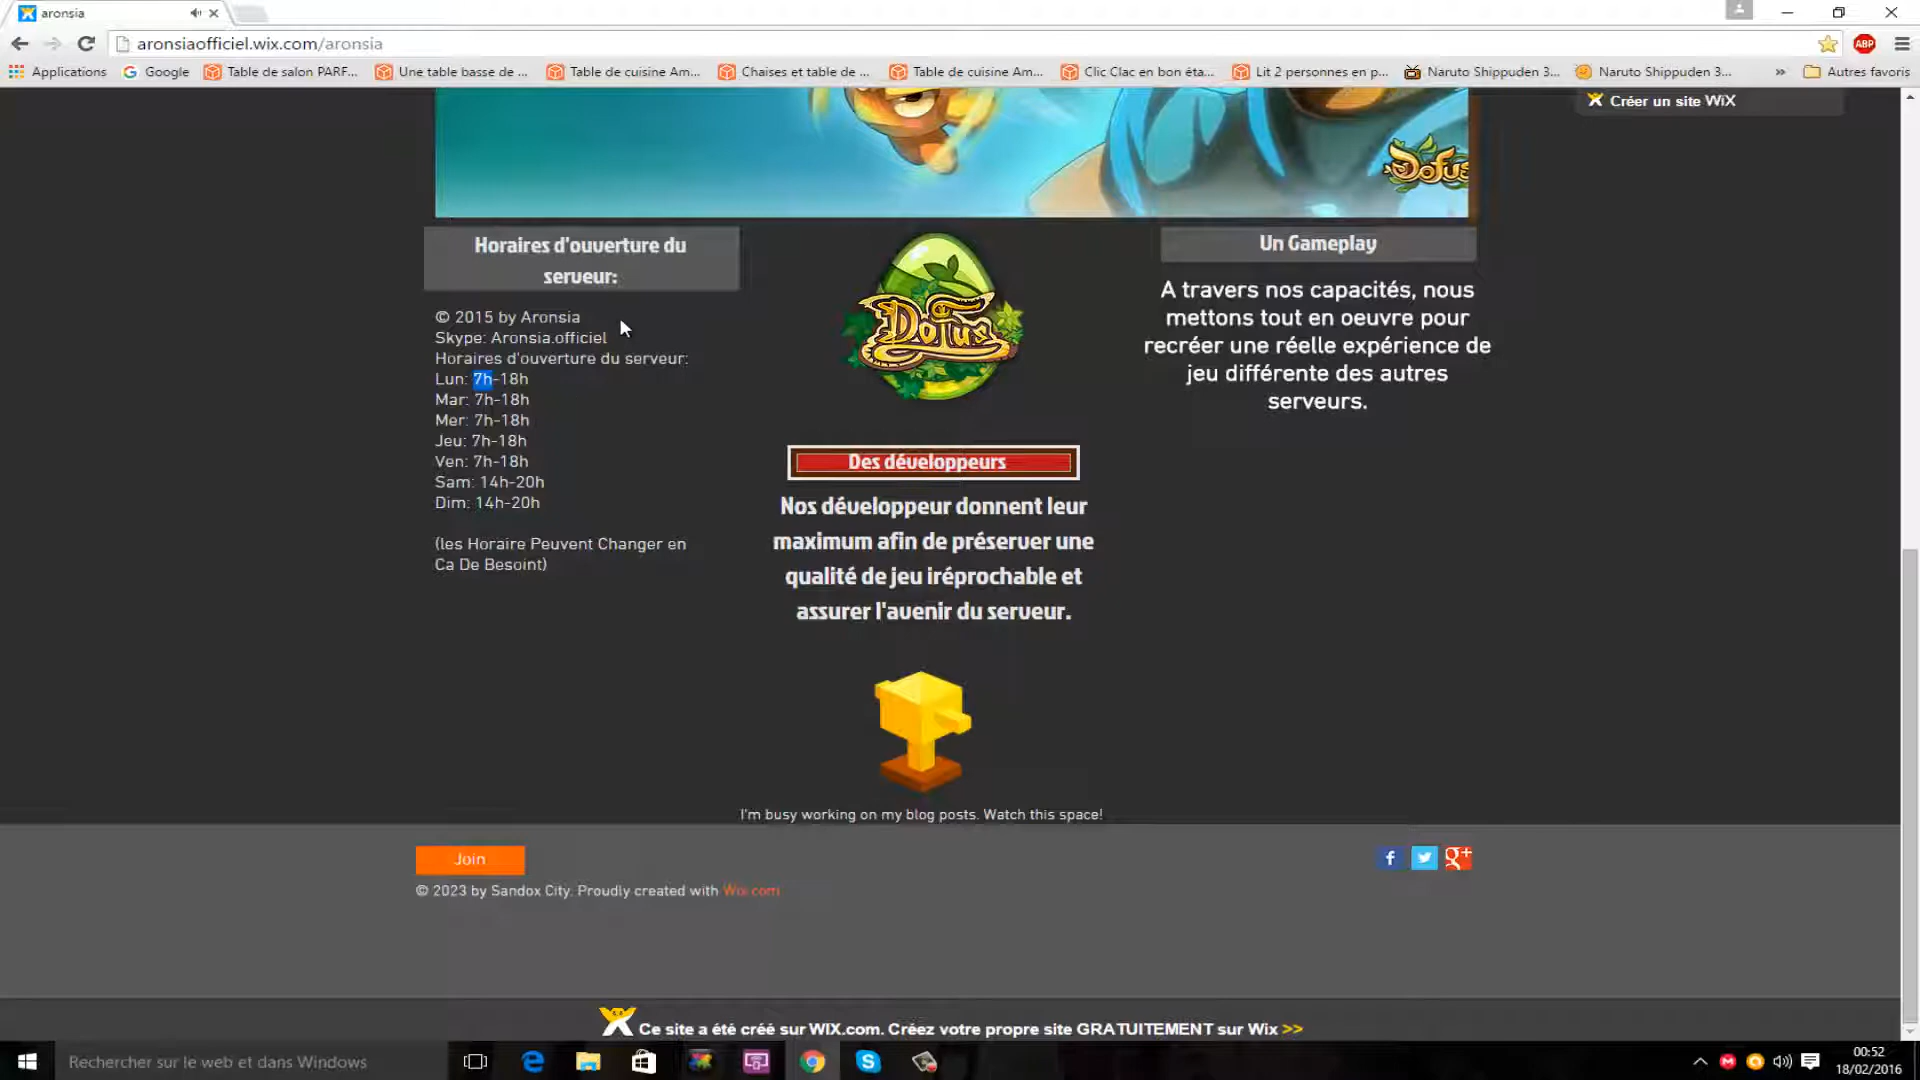 aronsia
aronsiaofficiel.wix.com/aronsia
ABP
Applications
Google
Table de salon PARF...
Une table basse de ...
Table de cuisine Am...
Chaises et table de ...
Table de cuisine Am...
Clic Clac en bon éta...
Lit 2 personnes en p...
Naruto Shippuden 3...
Naruto Shippuden 3...
»
Autres favoris
Créer un site WiX
Dofus
Horaires d'ouverture du
serveur:
© 2015 by Aronsia
Skype: Aronsia.officiel
Horaires d'ouverture du serveur:
Lun: 7h-18h
Mar: 7h-18h
Mer: 7h-18h
Jeu: 7h-18h
Ven: 7h-18h
Sam: 14h-20h
Dim: 14h-20h
(les Horaire Peuvent Changer en
Ca De Besoint)
Dofus
Des développeurs
Nos développeur donnent leur
maximum afin de préserver une
qualité de jeu iréprochable et
assurer l'avenir du serveur.
Un Gameplay
A travers nos capacités, nous
mettons tout en oeuvre pour
recréer une réelle expérience de
jeu différente des autres
serveurs.
I'm busy working on my blog posts. Watch this space!
Join
© 2023 by Sandox City. Proudly created with Wix.com
Ce site a été créé sur WIX.com. Créez votre propre site GRATUITEMENT sur Wix >>
Rechercher sur le web et dans Windows
00:52
18/02/2016